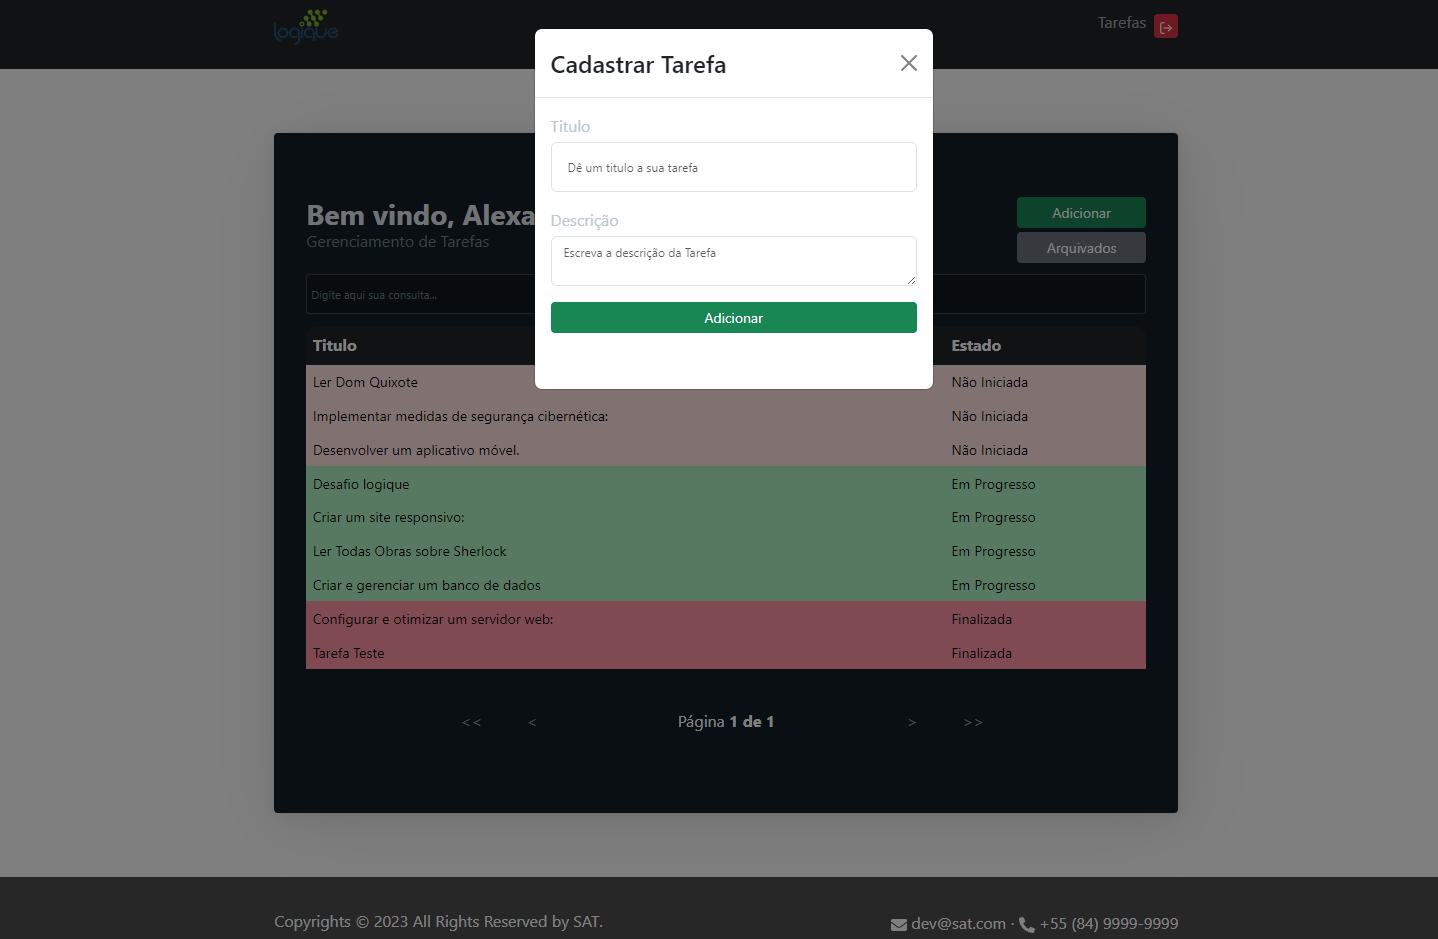 logique
Tarefas
Cadastrar Tarefa
Titulo
Dê um titulo a sua tarefa
Descrição
Escreva a descrição da Tarefa
Adicionar
Bem vindo, Alexa
Gerenciamento de Tarefas
Adicionar
Arquivados
Digite aqui sua consulta...
Titulo Estado
Ler Dom Quixote Não Iniciada
Implementar medidas de segurança cibernética: Não Iniciada
Desenvolver um aplicativo móvel. Não Iniciada
Desafio logique Em Progresso
Criar um site responsivo: Em Progresso
Ler Todas Obras sobre Sherlock Em Progresso
Criar e gerenciar um banco de dados Em Progresso
Configurar e otimizar um servidor web: Finalizada
Tarefa Teste Finalizada
<< < Página 1 de 1 > >>
Copyrights © 2023 All Rights Reserved by SAT.
dev@sat.com · +55 (84) 9999-9999